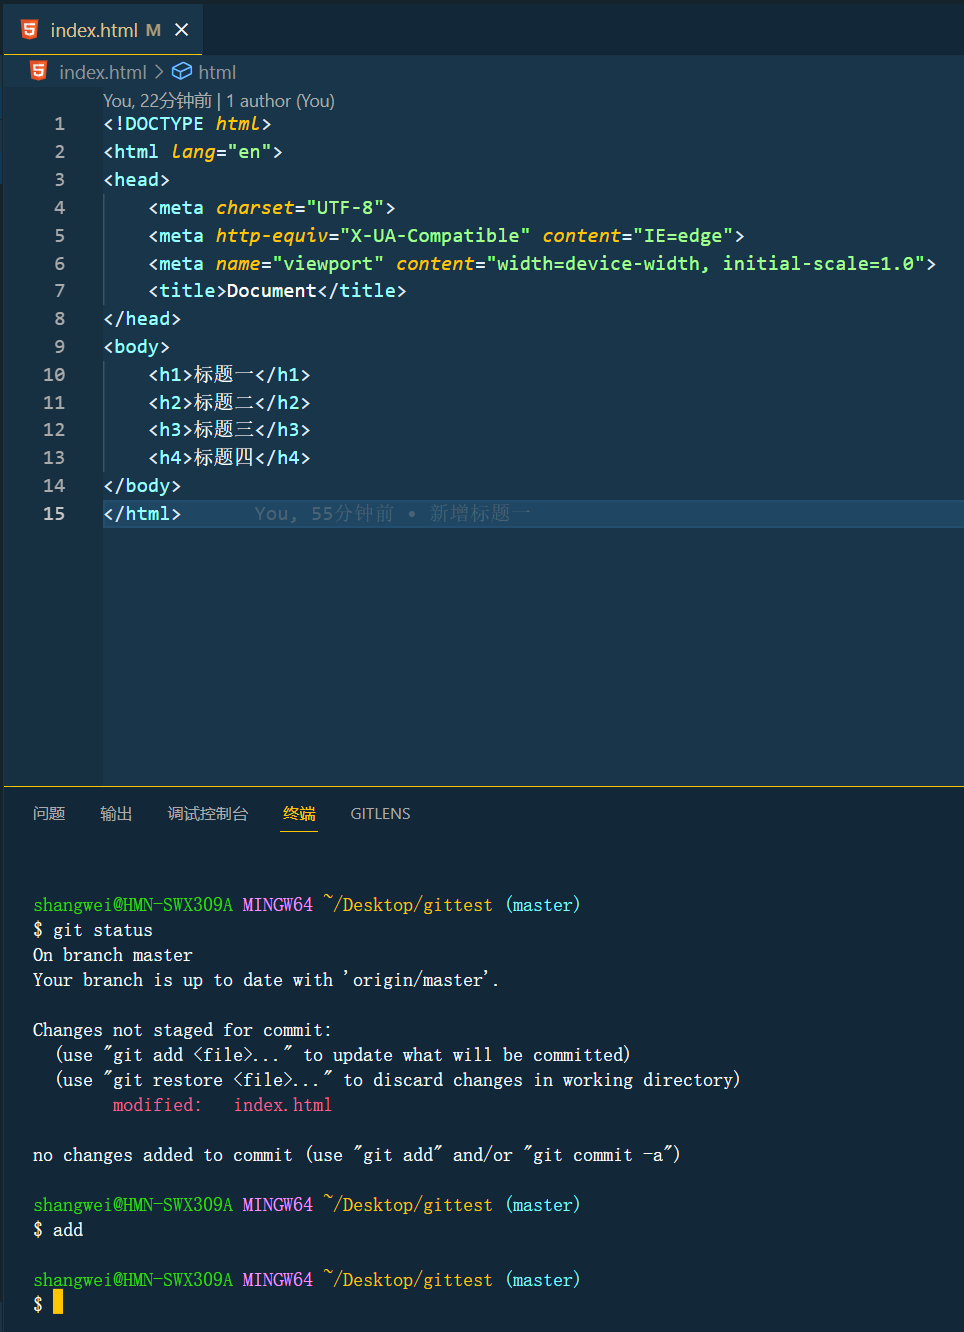 index.html M
index.html > html
You, 22分钟前 | 1 author (You)
1 <!DOCTYPE html>
2 <html lang="en">
3 <head>
4 <meta charset="UTF-8">
5 <meta http-equiv="X-UA-Compatible" content="IE=edge">
6 <meta name="viewport" content="width=device-width, initial-scale=1.0">
7 <title>Document</title>
8 </head>
9 <body>
10 <h1>标题一</h1>
11 <h2>标题二</h2>
12 <h3>标题三</h3>
13 <h4>标题四</h4>
14 </body>
15 </html> You, 55分钟前 • 新增标题一
问题 输出 调试控制台 终端 GITLENS
shangwei@HMN-SWX309A MINGW64 ~/Desktop/gittest (master)
$ git status
On branch master
Your branch is up to date with 'origin/master'.
Changes not staged for commit:
(use "git add <file>..." to update what will be committed)
(use "git restore <file>..." to discard changes in working directory)
modified: index.html
no changes added to commit (use "git add" and/or "git commit -a")
shangwei@HMN-SWX309A MINGW64 ~/Desktop/gittest (master)
$ add
shangwei@HMN-SWX309A MINGW64 ~/Desktop/gittest (master)
$